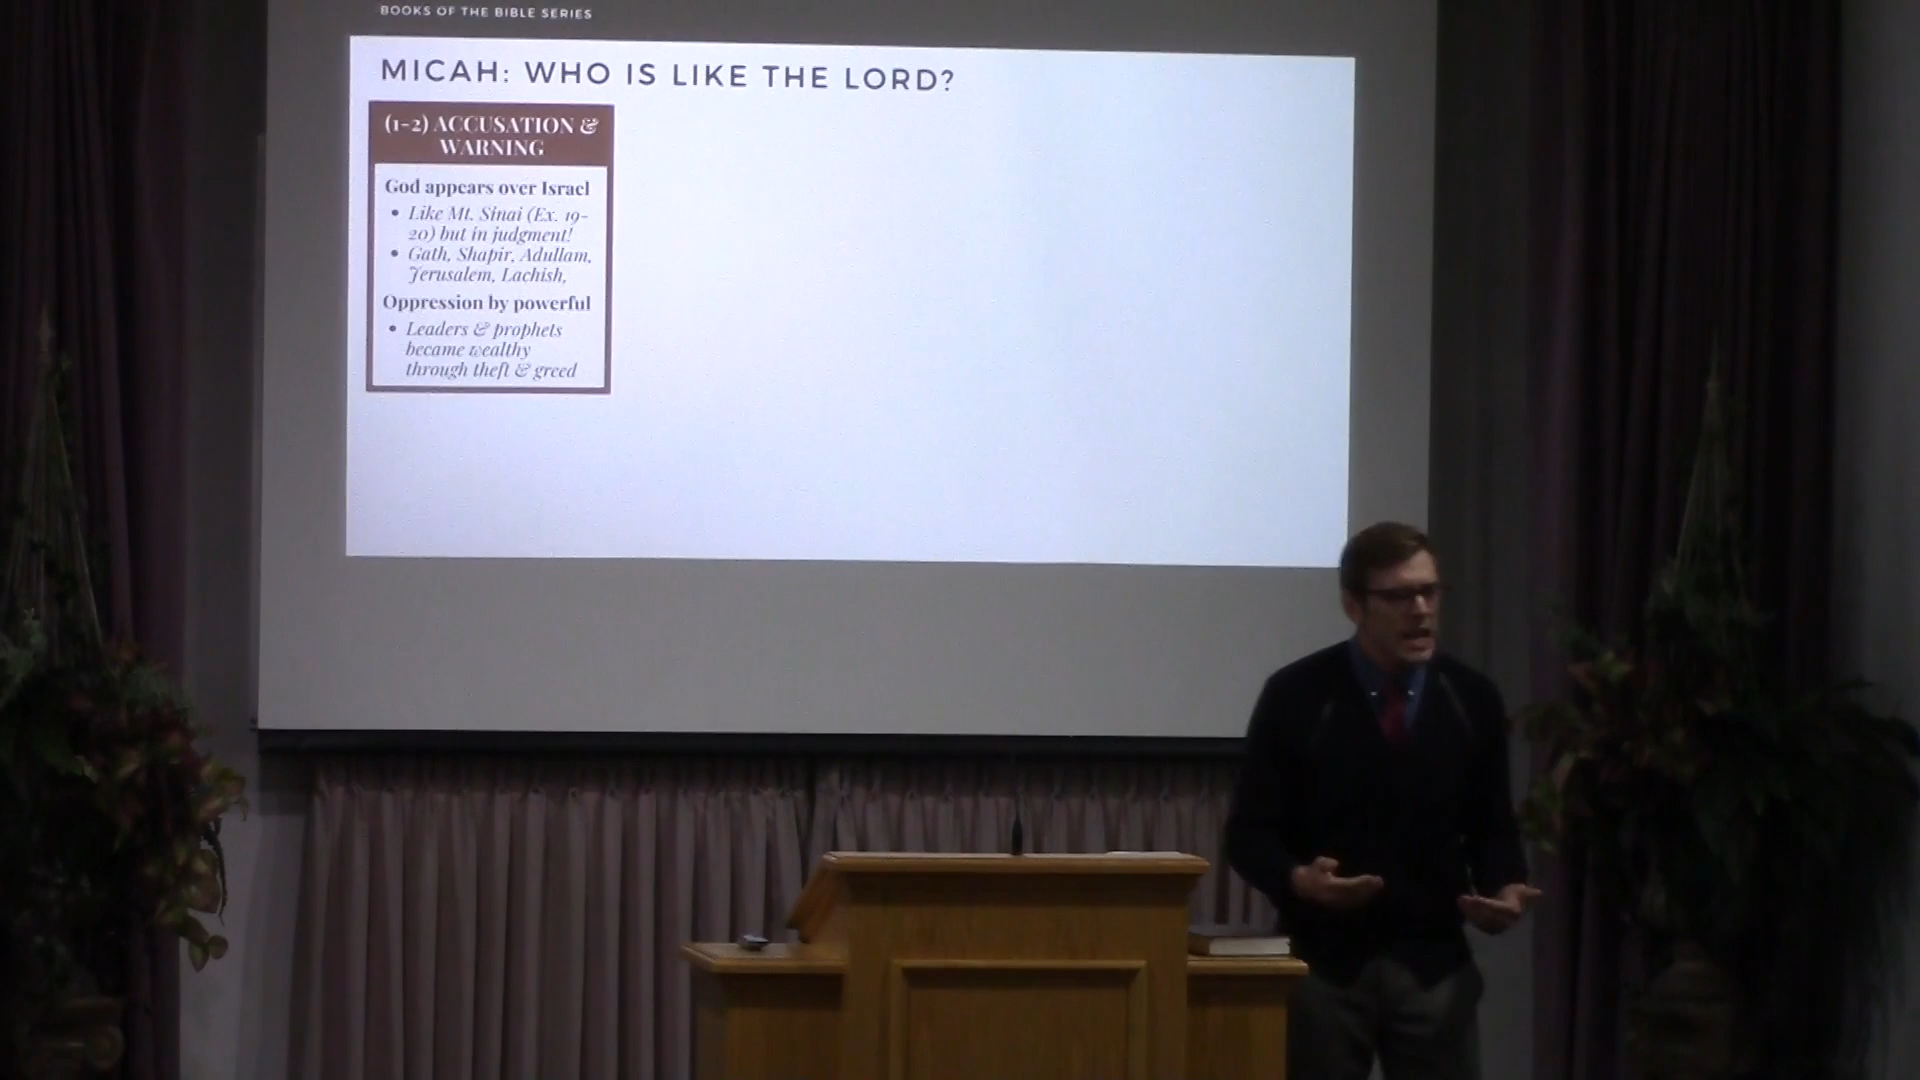 BOOKS OF THE BIBLE SERIES
MICAH: WHO IS LIKE THE LORD?
(1-2) ACCUSATION &
WARNING
God appears over Israel
• Like Mt. Sinai (Ex. 19-
20) but in judgment!
• Gath, Shapir, Adullam,
Jerusalem, Lachish,
Oppression by powerful
• Leaders & prophets
became wealthy
through theft & greed